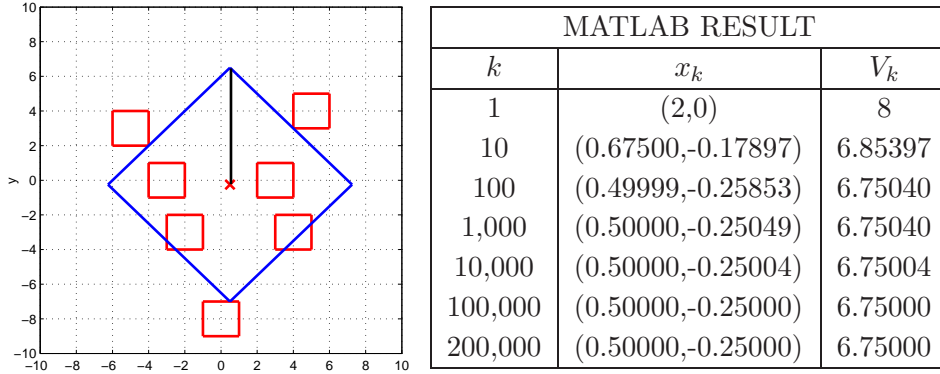 10
8
6
4
2
0
−2
−4
−6
−8
−10
y
−10 −8 −6 −4 −2 0 2 4 6 8 10
MATLAB RESULT
k x_k V_k
1 (2,0) 8
10 (0.67500,-0.17897) 6.85397
100 (0.49999,-0.25853) 6.75040
1,000 (0.50000,-0.25049) 6.75040
10,000 (0.50000,-0.25004) 6.75004
100,000 (0.50000,-0.25000) 6.75000
200,000 (0.50000,-0.25000) 6.75000